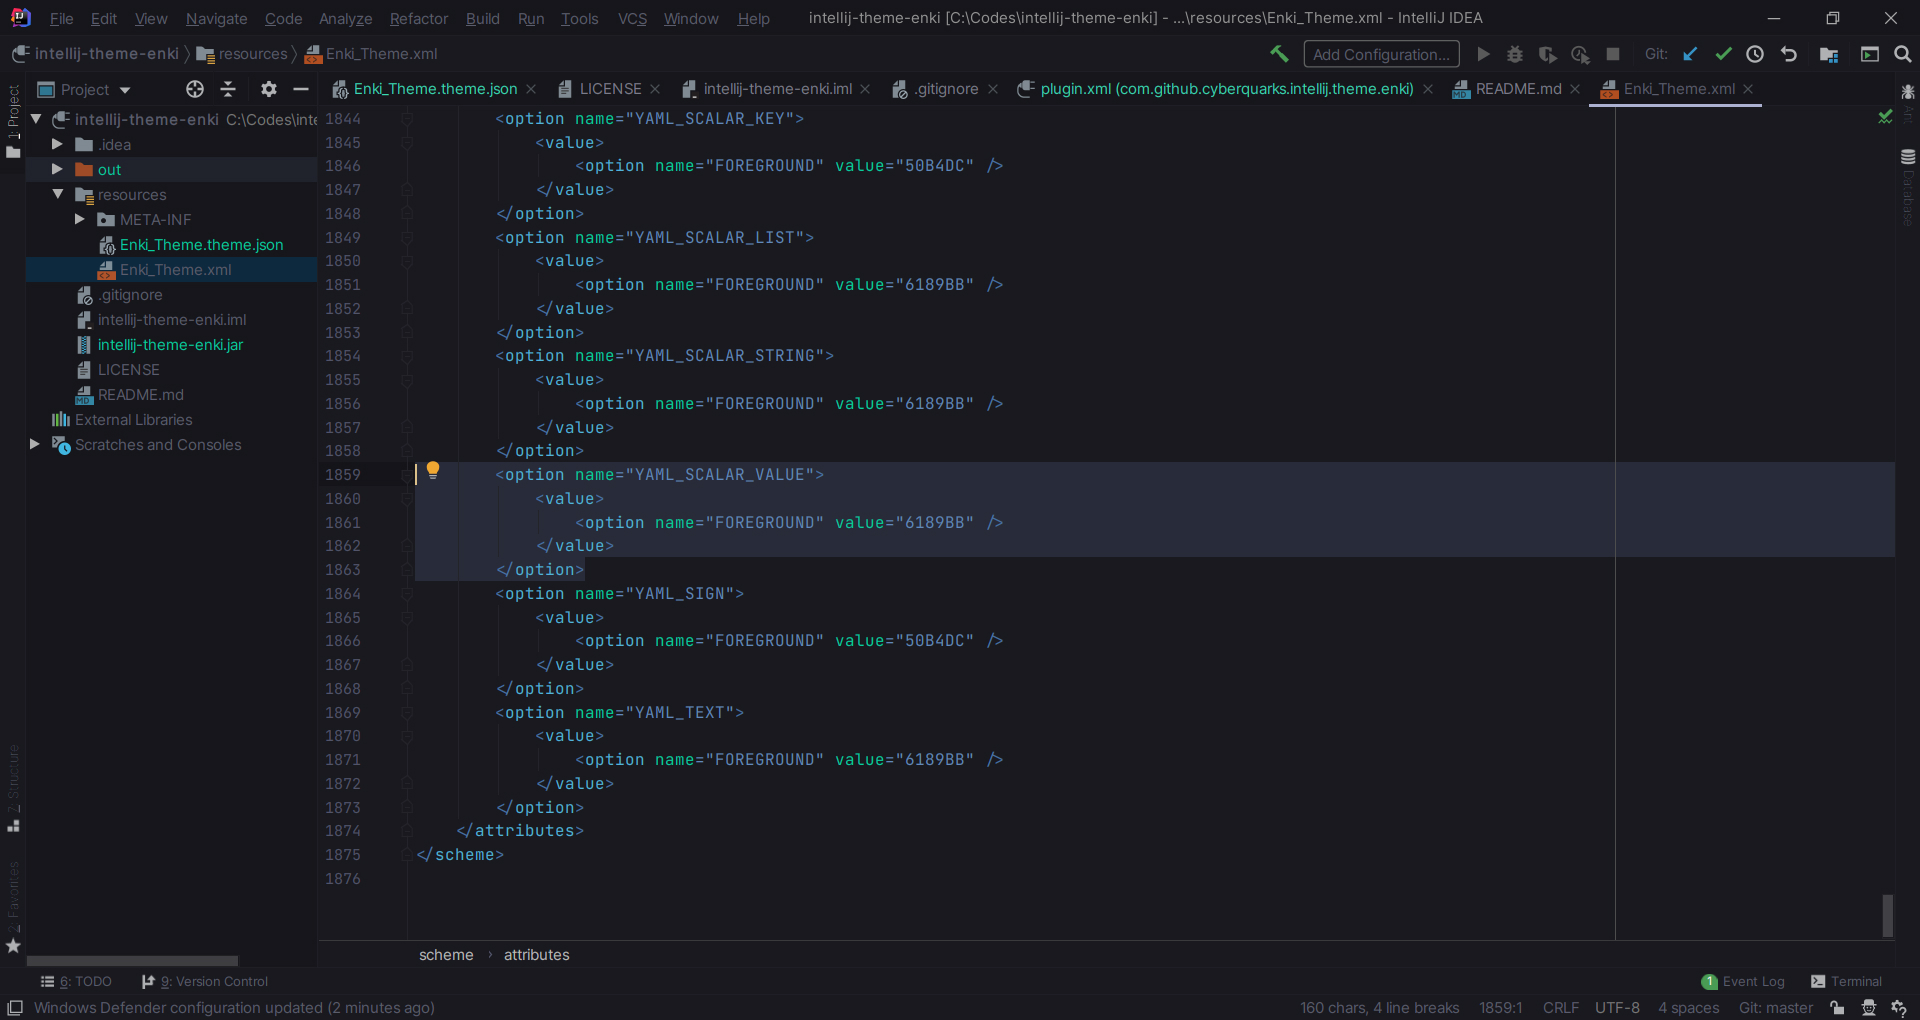 File Edit View Navigate Code Analyze Refactor Build Run Tools VCS Window Help intellij-theme-enki [C:\Codes\intellij-theme-enki] - ...\resources\Enki_Theme.xml - IntelliJ IDEA
intellij-theme-enki resources Enki_Theme.xml Add Configuration... Git:
Project Enki_Theme.theme.json LICENSE intellij-theme-enki.iml .gitignore plugin.xml (com.github.cyberquarks.intellij.theme.enki) README.md Enki_Theme.xml
1: Project
intellij-theme-enki C:\Codes\inte
.idea
out
resources
META-INF
Enki_Theme.theme.json
Enki_Theme.xml
.gitignore
intellij-theme-enki.iml
intellij-theme-enki.jar
LICENSE
README.md
External Libraries
Scratches and Consoles
Z: Structure
2: Favorites
1844 <option name="YAML_SCALAR_KEY">
1845 <value>
1846 <option name="FOREGROUND" value="50B4DC" />
1847 </value>
1848 </option>
1849 <option name="YAML_SCALAR_LIST">
1850 <value>
1851 <option name="FOREGROUND" value="6189BB" />
1852 </value>
1853 </option>
1854 <option name="YAML_SCALAR_STRING">
1855 <value>
1856 <option name="FOREGROUND" value="6189BB" />
1857 </value>
1858 </option>
1859 <option name="YAML_SCALAR_VALUE">
1860 <value>
1861 <option name="FOREGROUND" value="6189BB" />
1862 </value>
1863 </option>
1864 <option name="YAML_SIGN">
1865 <value>
1866 <option name="FOREGROUND" value="50B4DC" />
1867 </value>
1868 </option>
1869 <option name="YAML_TEXT">
1870 <value>
1871 <option name="FOREGROUND" value="6189BB" />
1872 </value>
1873 </option>
1874 </attributes>
1875 </scheme>
1876
Ant
Database
scheme › attributes
6: TODO 9: Version Control 1 Event Log Terminal
Windows Defender configuration updated (2 minutes ago) 160 chars, 4 line breaks 1859:1 CRLF UTF-8 4 spaces Git: master